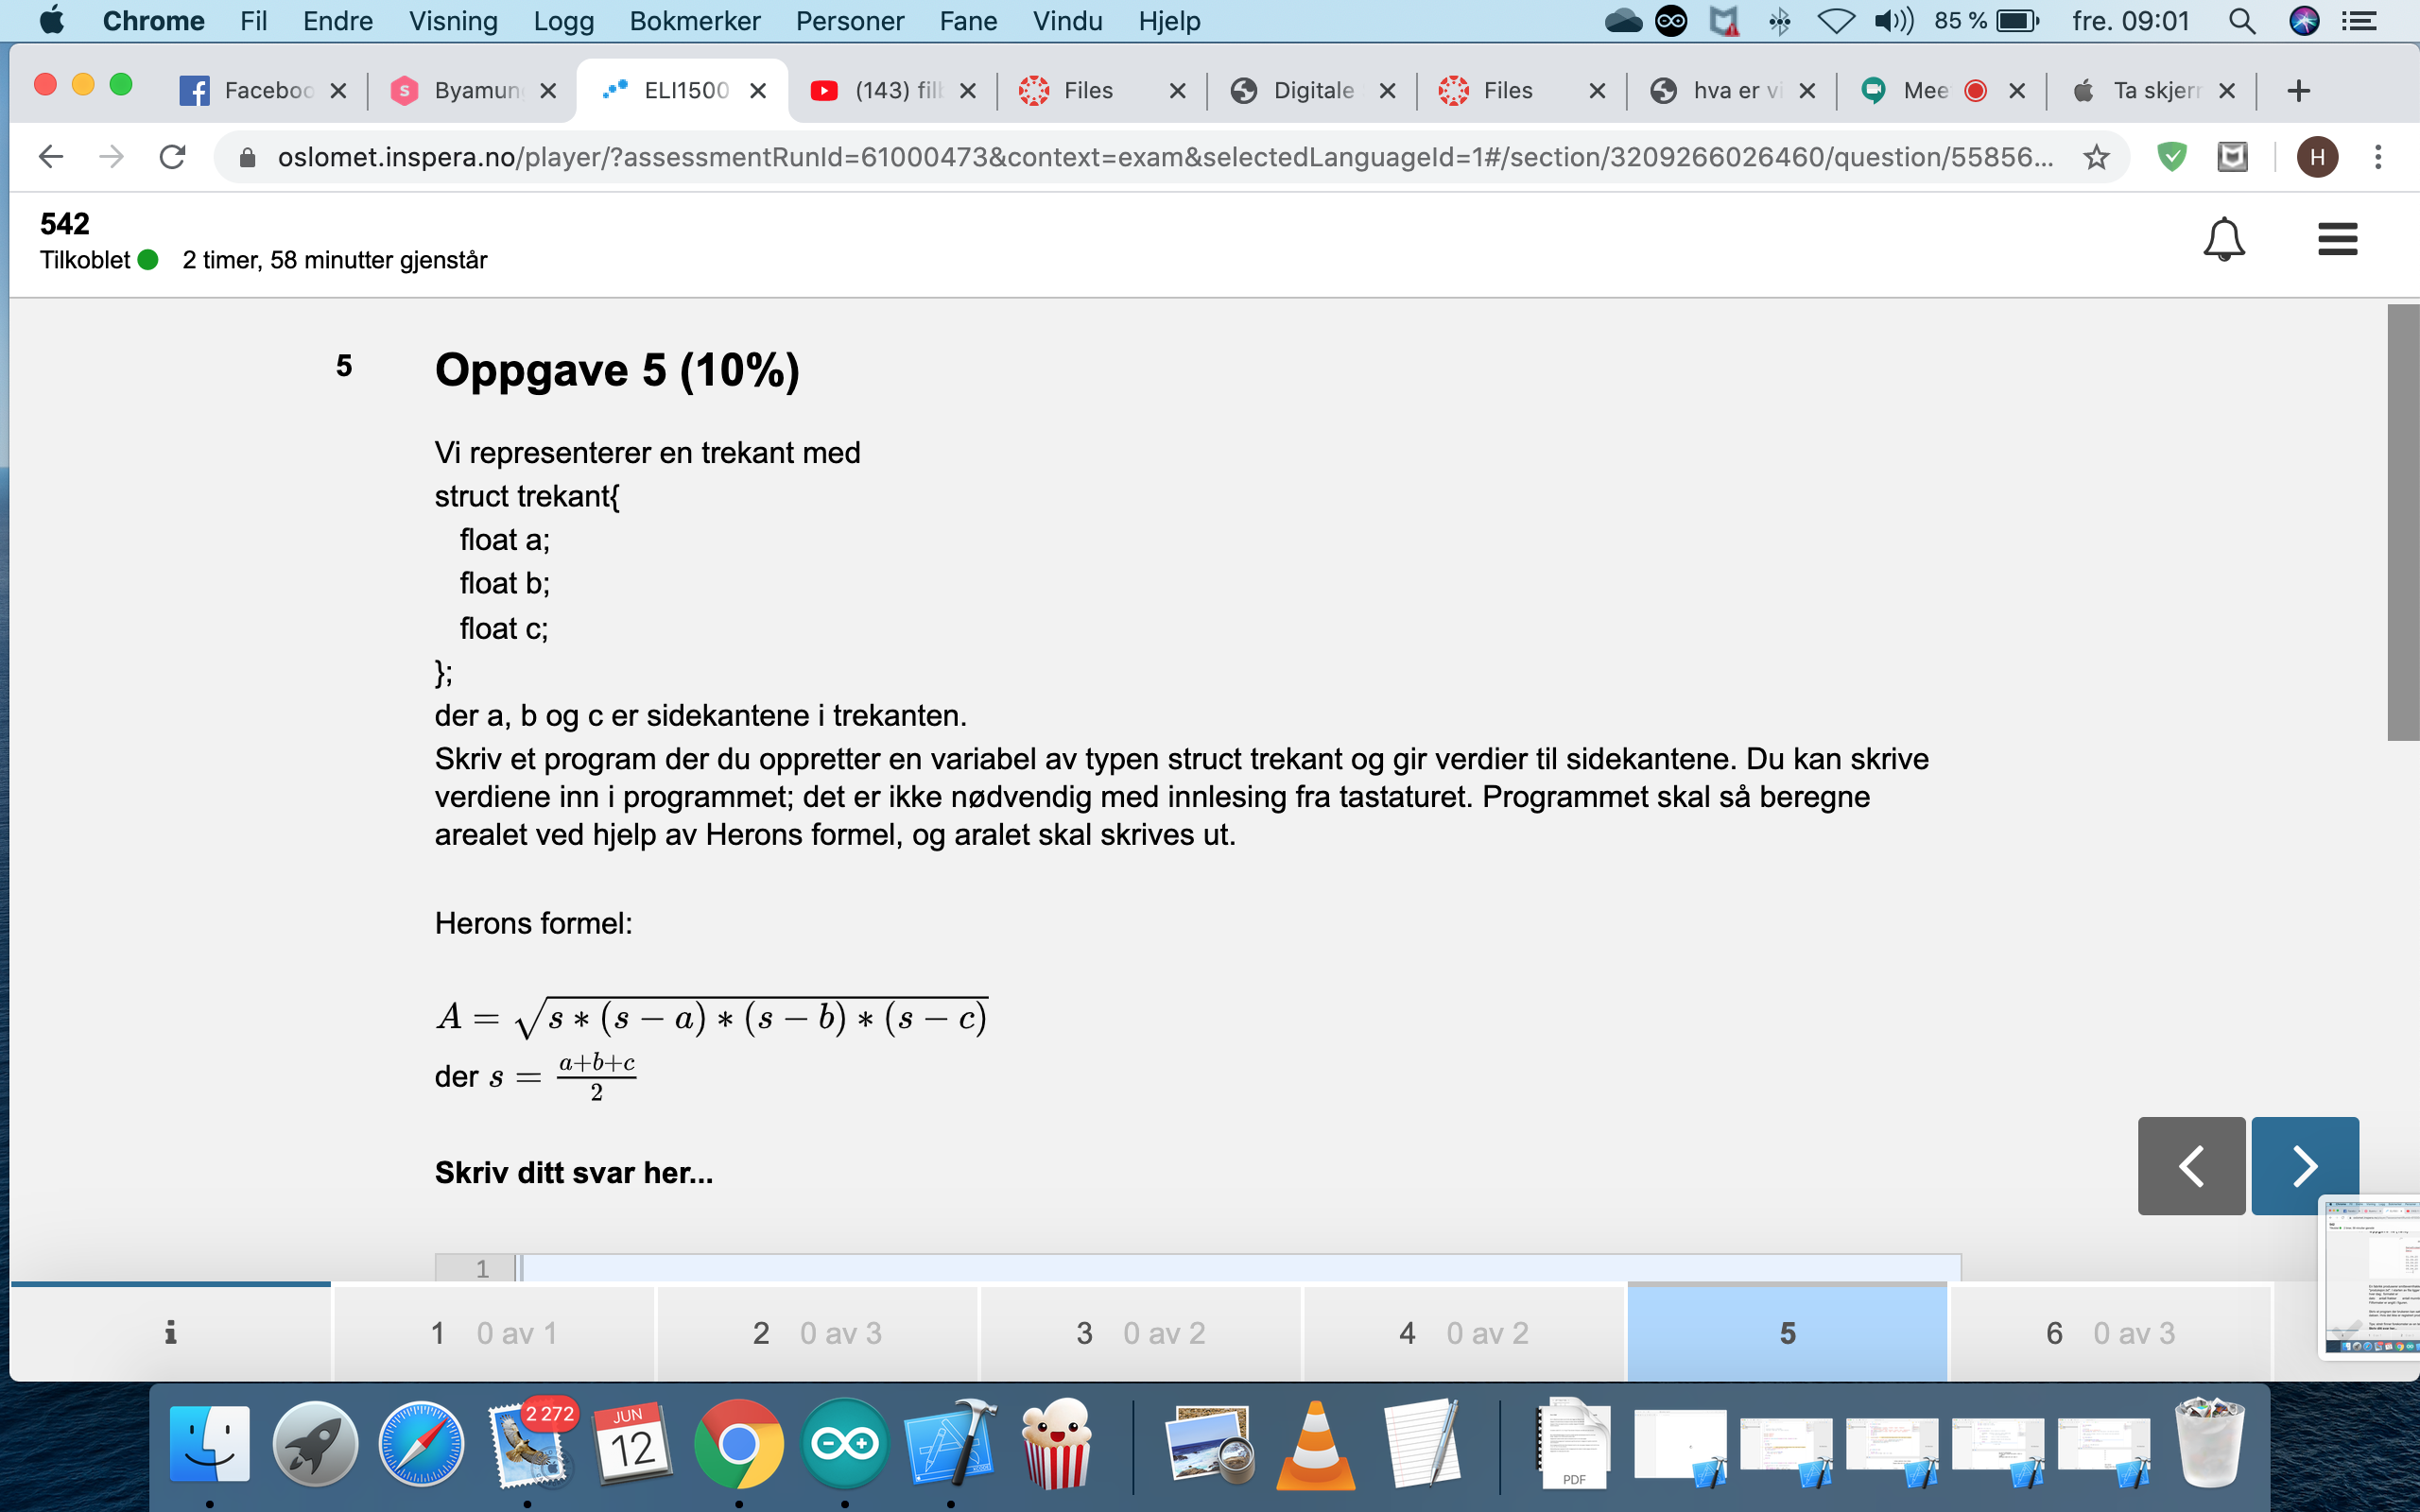 Chrome Fil Endre Visning Logg Bokmerker Personer Fane Vindu Hjelp 85 % fre. 09:01
Faceboo Byamun ELI1500 (143) fil Files Digitale Files hva er vi Mee Ta skjer
oslomet.inspera.no/player/?assessmentRunId=61000473&context=exam&selectedLanguageId=1#/section/3209266026460/question/55856... H
542
Tilkoblet 2 timer, 58 minutter gjenstår
5 Oppgave 5 (10%)
Vi representerer en trekant med
struct trekant{
float a;
float b;
float c;
};
der a, b og c er sidekantene i trekanten.
Skriv et program der du oppretter en variabel av typen struct trekant og gir verdier til sidekantene. Du kan skrive
verdiene inn i programmet; det er ikke nødvendig med innlesing fra tastaturet. Programmet skal så beregne
arealet ved hjelp av Herons formel, og aralet skal skrives ut.
Herons formel:
A = √s ∗ (s − a) ∗ (s − b) ∗ (s − c)
der s = a+b+c / 2
Skriv ditt svar her...
1
i 1 0 av 1 2 0 av 3 3 0 av 2 4 0 av 2 5 6 0 av 3
2 272 JUN 12 PDF